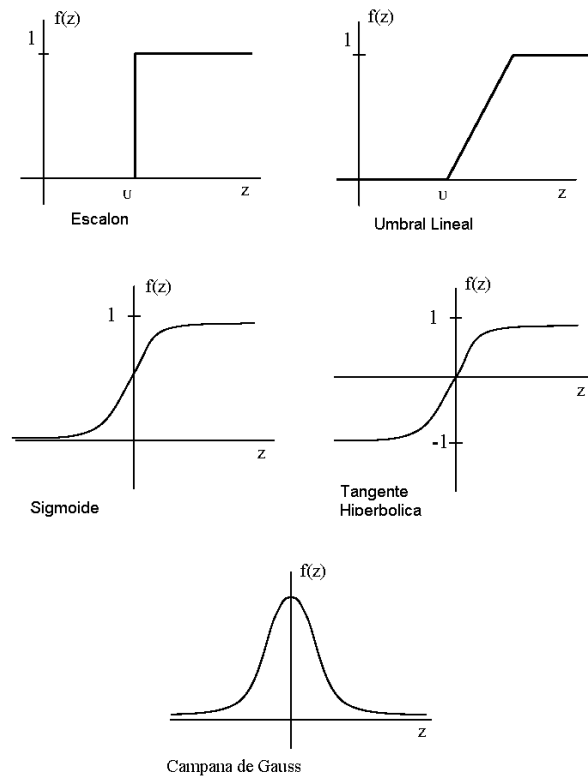 f(z)
1
u
z
Escalon
f(z)
1
u
z
Umbral Lineal
f(z)
1
z
Sigmoide
f(z)
1
z
-1
Tangente
Hiperbolica
f(z)
z
Campana de Gauss